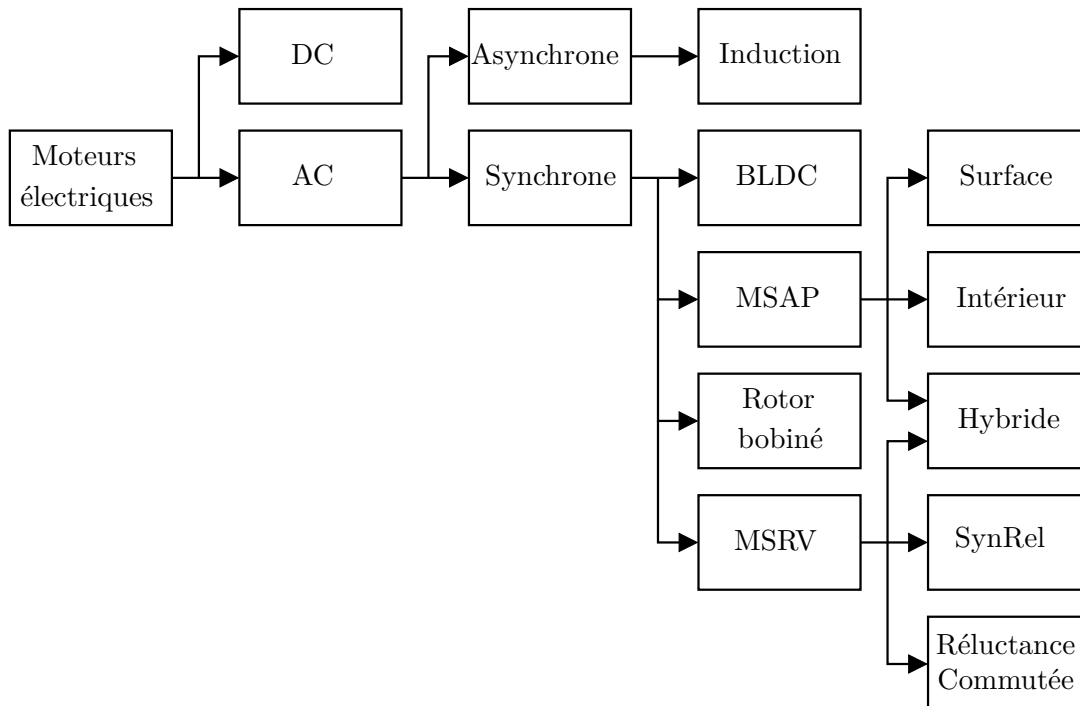 DC
Asynchrone
Induction
Moteurs
électriques
AC
Synchrone
BLDC
Surface
MSAP
Intérieur
Rotor
bobiné
Hybride
MSRV
SynRel
Réluctance
Commutée